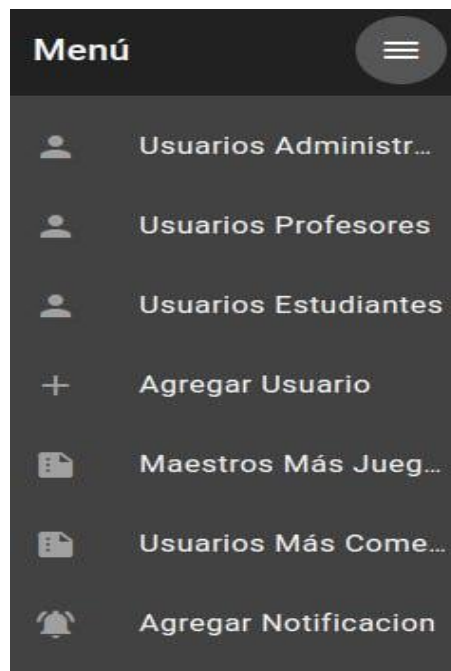 Menú
Usuarios Administr...
Usuarios Profesores
Usuarios Estudiantes
Agregar Usuario
Maestros Más Jueg...
Usuarios Más Come...
Agregar Notificacion